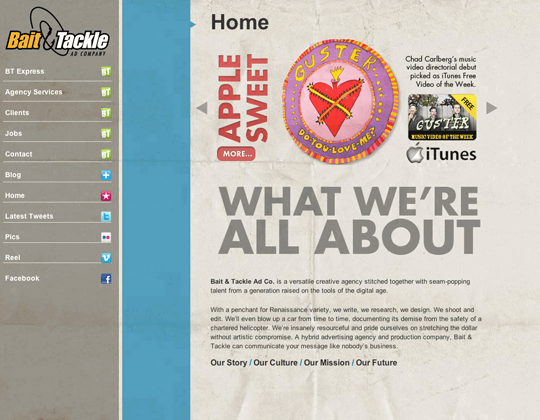 Bait & Tackle
AD COMPANY
BT Express
BT
Agency Services
BT
Clients
BT
Jobs
BT
Contact
BT
Blog
Home
Latest Tweets
Pics
Reel
Facebook
Home
APPLE
SWEET
MORE...
GUSTER
DO YOU LOVE ME?
Chad Carlberg's music
video directorial debut
picked as iTunes Free
Video of the Week.
FREE
GUSTER
MUSIC VIDEO OF THE WEEK
iTunes
WHAT WE'RE
ALL ABOUT
Bait & Tackle Ad Co. is a versatile creative agency stitched together with seam-popping
talent from a generation raised on the tools of the digital age.
With a penchant for Renaissance variety, we write, we research, we design. We shoot and
edit. We'll even blow up a car from time to time, documenting its demise from the safety of a
chartered helicopter. We're insanely resourceful and pride ourselves on stretching the dollar
without artistic compromise. A hybrid advertising agency and production company, Bait &
Tackle can communicate your message like nobody's business.
Our Story / Our Culture / Our Mission / Our Future